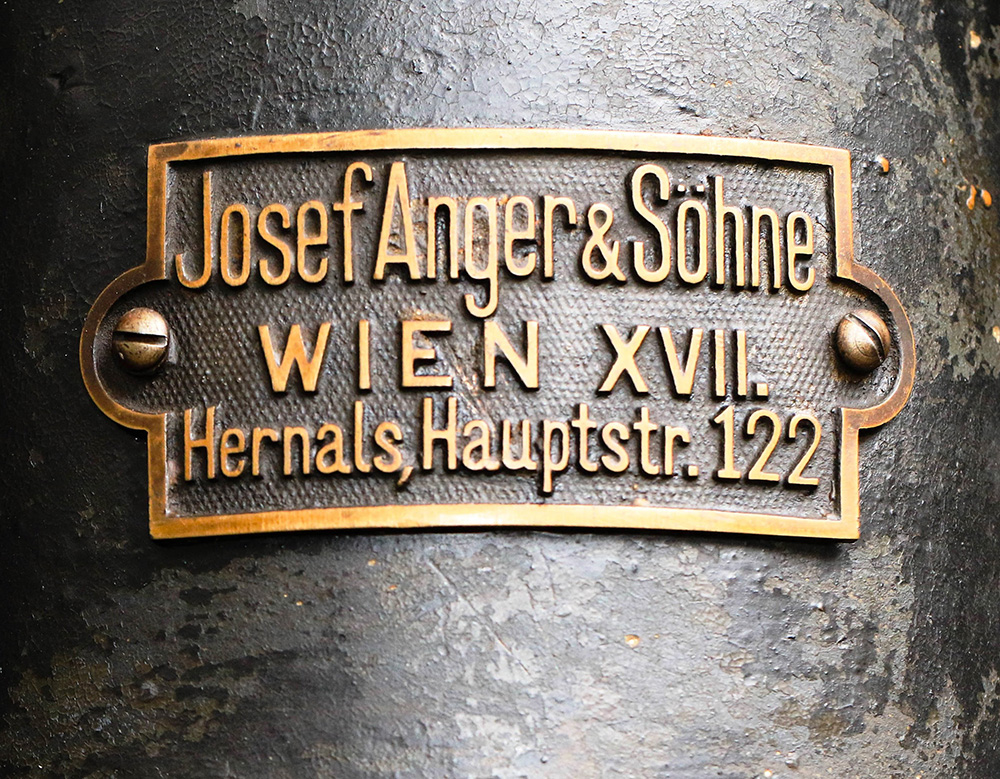 Josef Anger & Söhne
WIEN XVII.
Hernals, Hauptstr. 122